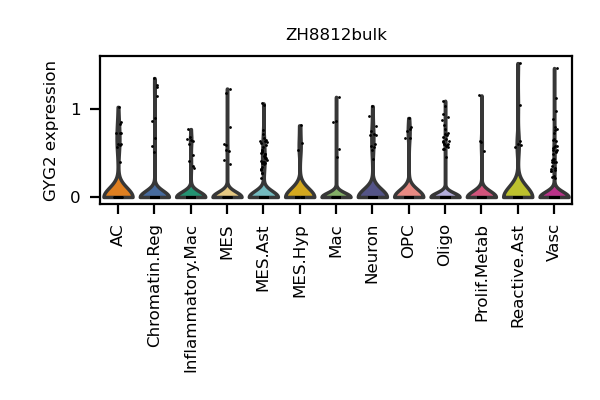 ZH8812bulk
GYG2 expression
1
0
AC
Chromatin.Reg
Inflammatory.Mac
MES
MES.Ast
MES.Hyp
Mac
Neuron
OPC
Oligo
Prolif.Metab
Reactive.Ast
Vasc